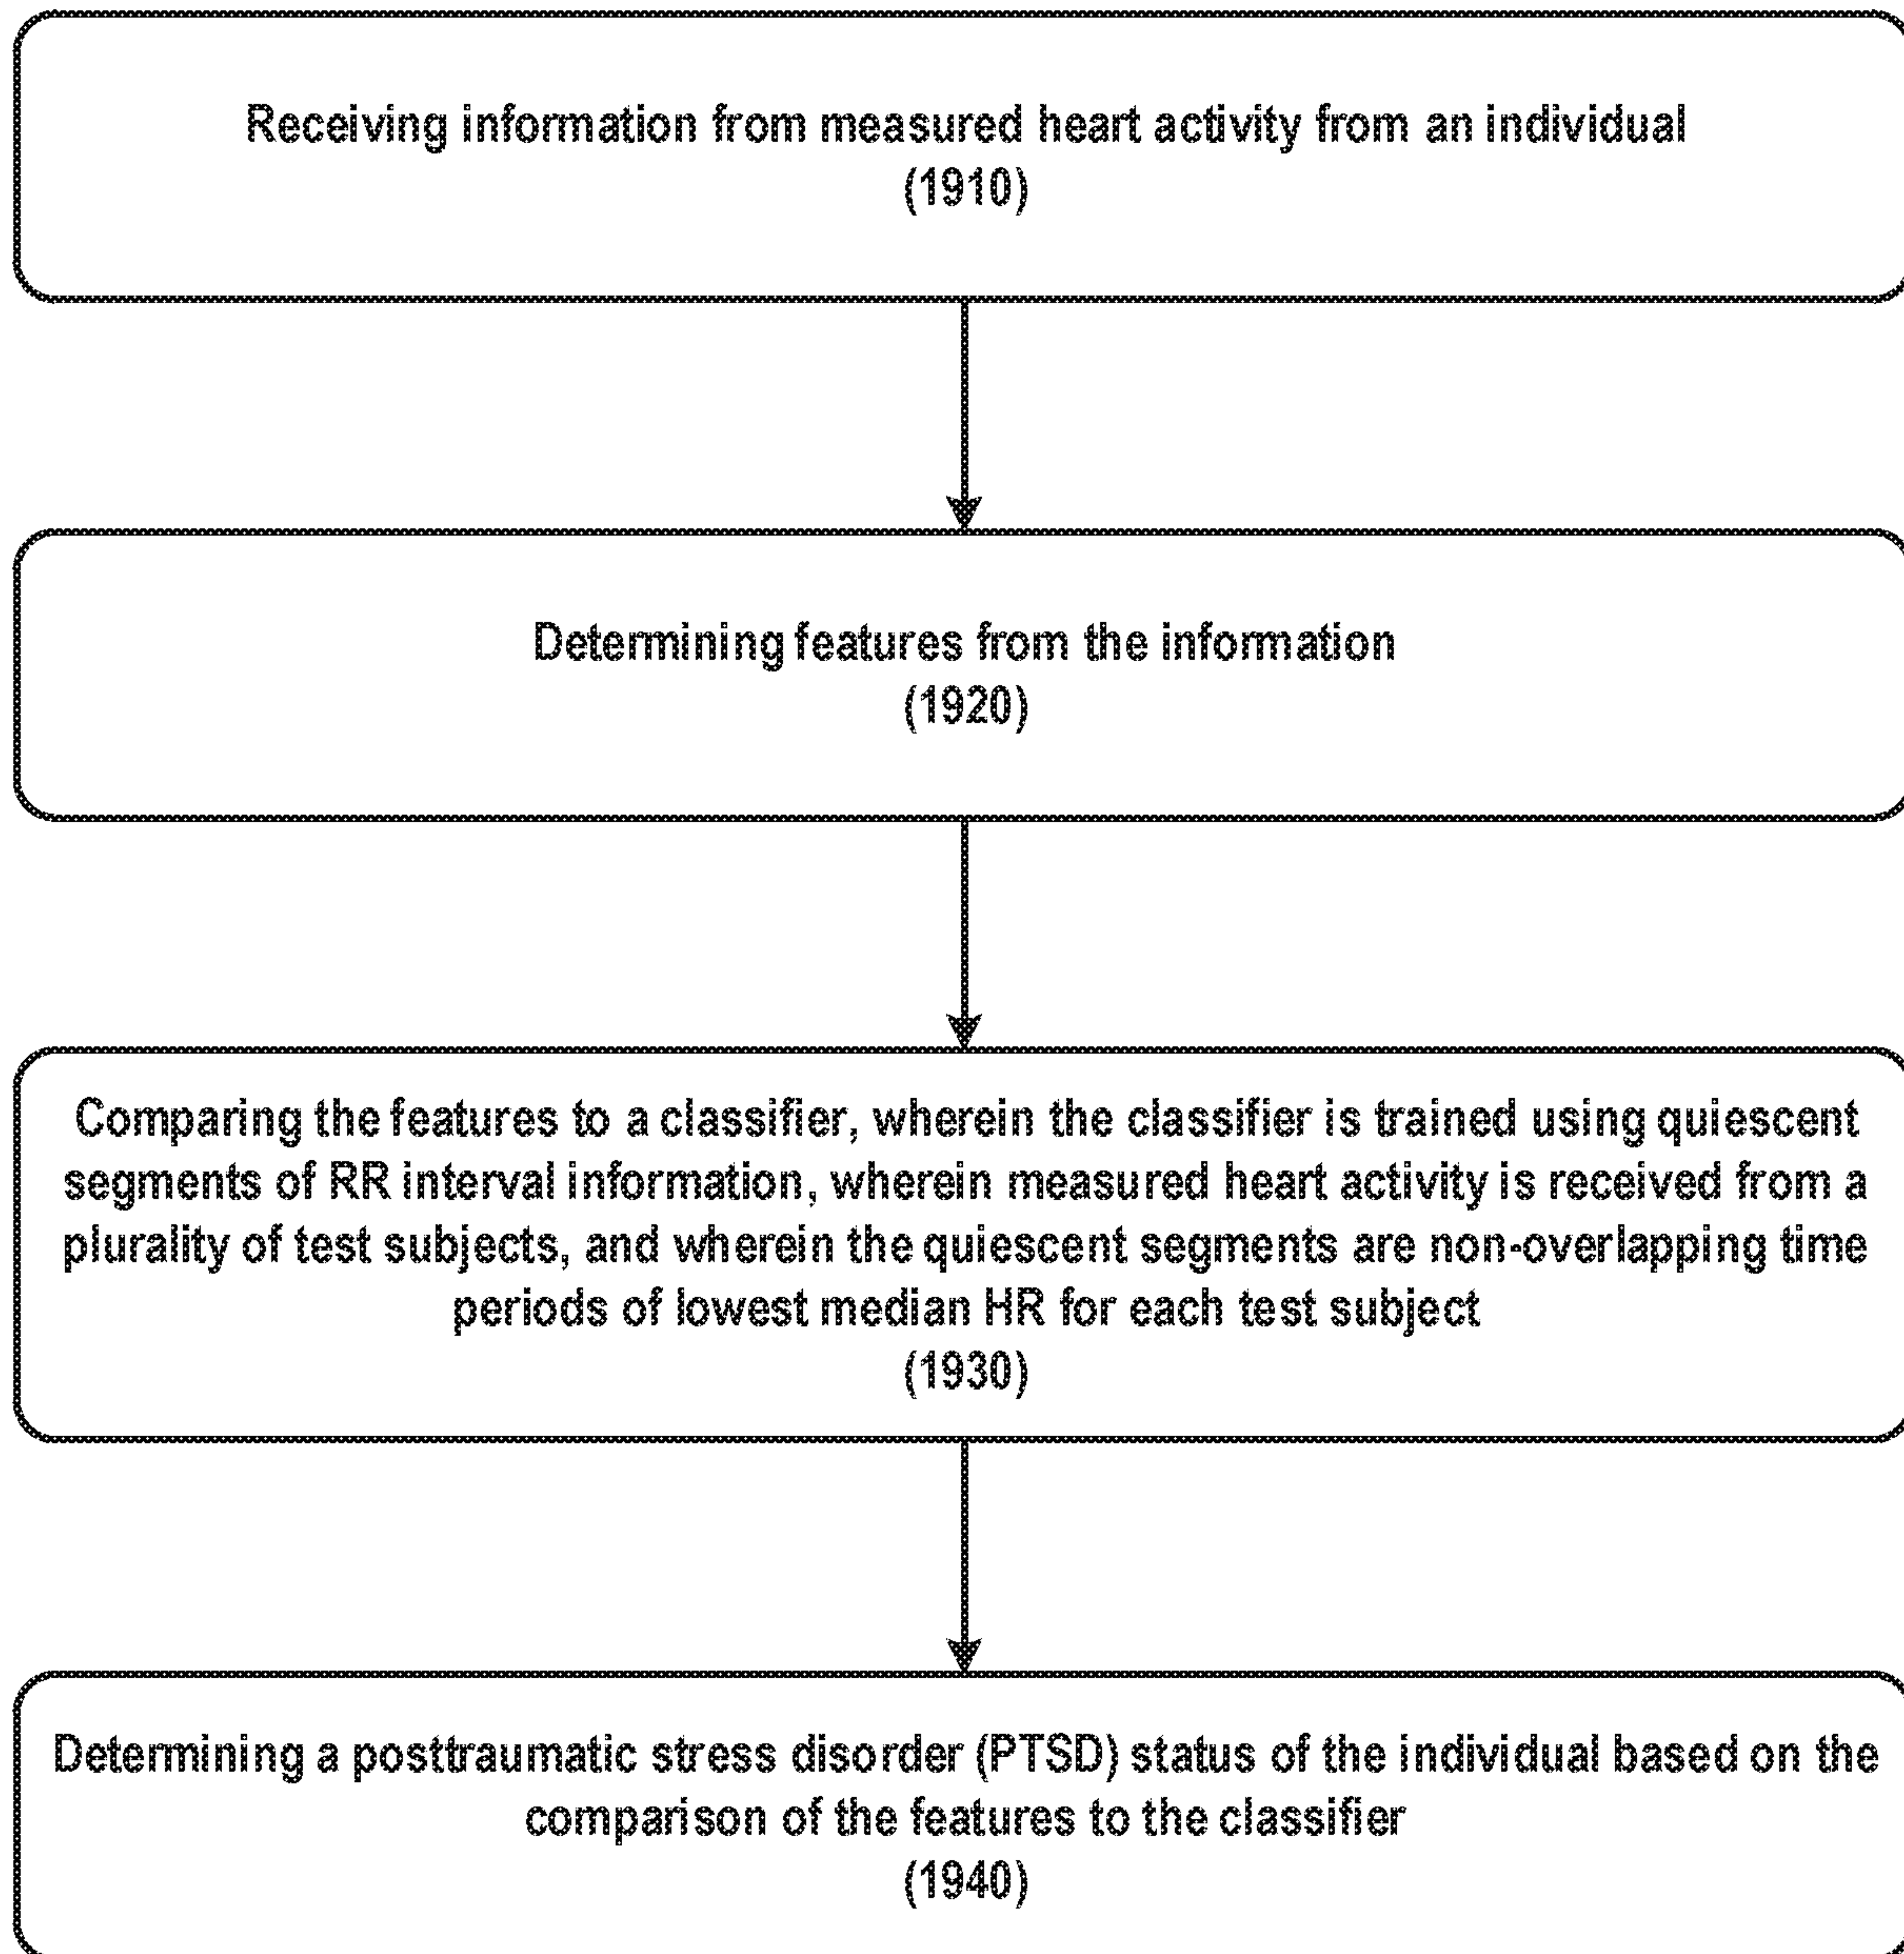 Receiving information from measured heart activity from an individual
(1910)
Determining features from the information
(1920)
Comparing the features to a classifier, wherein the classifier is trained using quiescent
segments of RR interval information, wherein measured heart activity is received from a
plurality of test subjects, and wherein the quiescent segments are non-overlapping time
periods of lowest median HR for each test subject
(1930)
Determining a posttraumatic stress disorder (PTSD) status of the individual based on the
comparison of the features to the classifier
(1940)